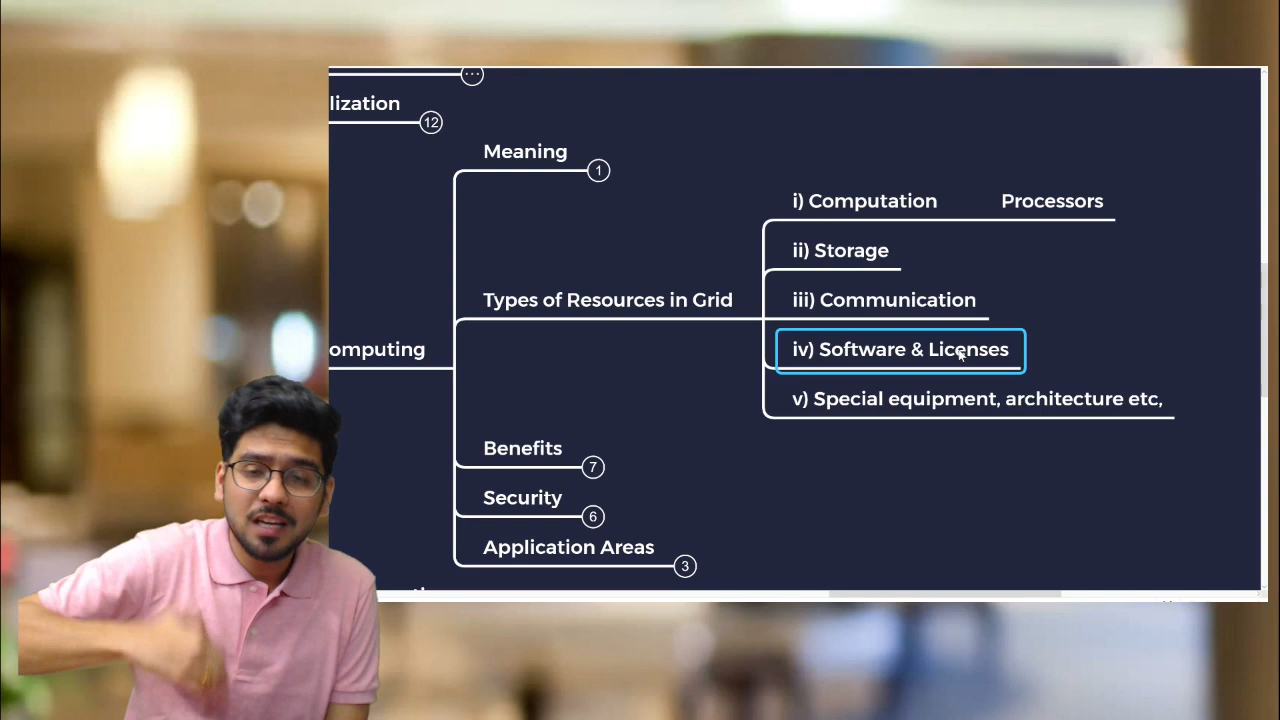 ...
lization
12
Meaning
1
i) Computation Processors
ii) Storage
Types of Resources in Grid
iii) Communication
omputing
iv) Software & Licenses
v) Special equipment, architecture etc,
Benefits
7
Security
6
Application Areas
3